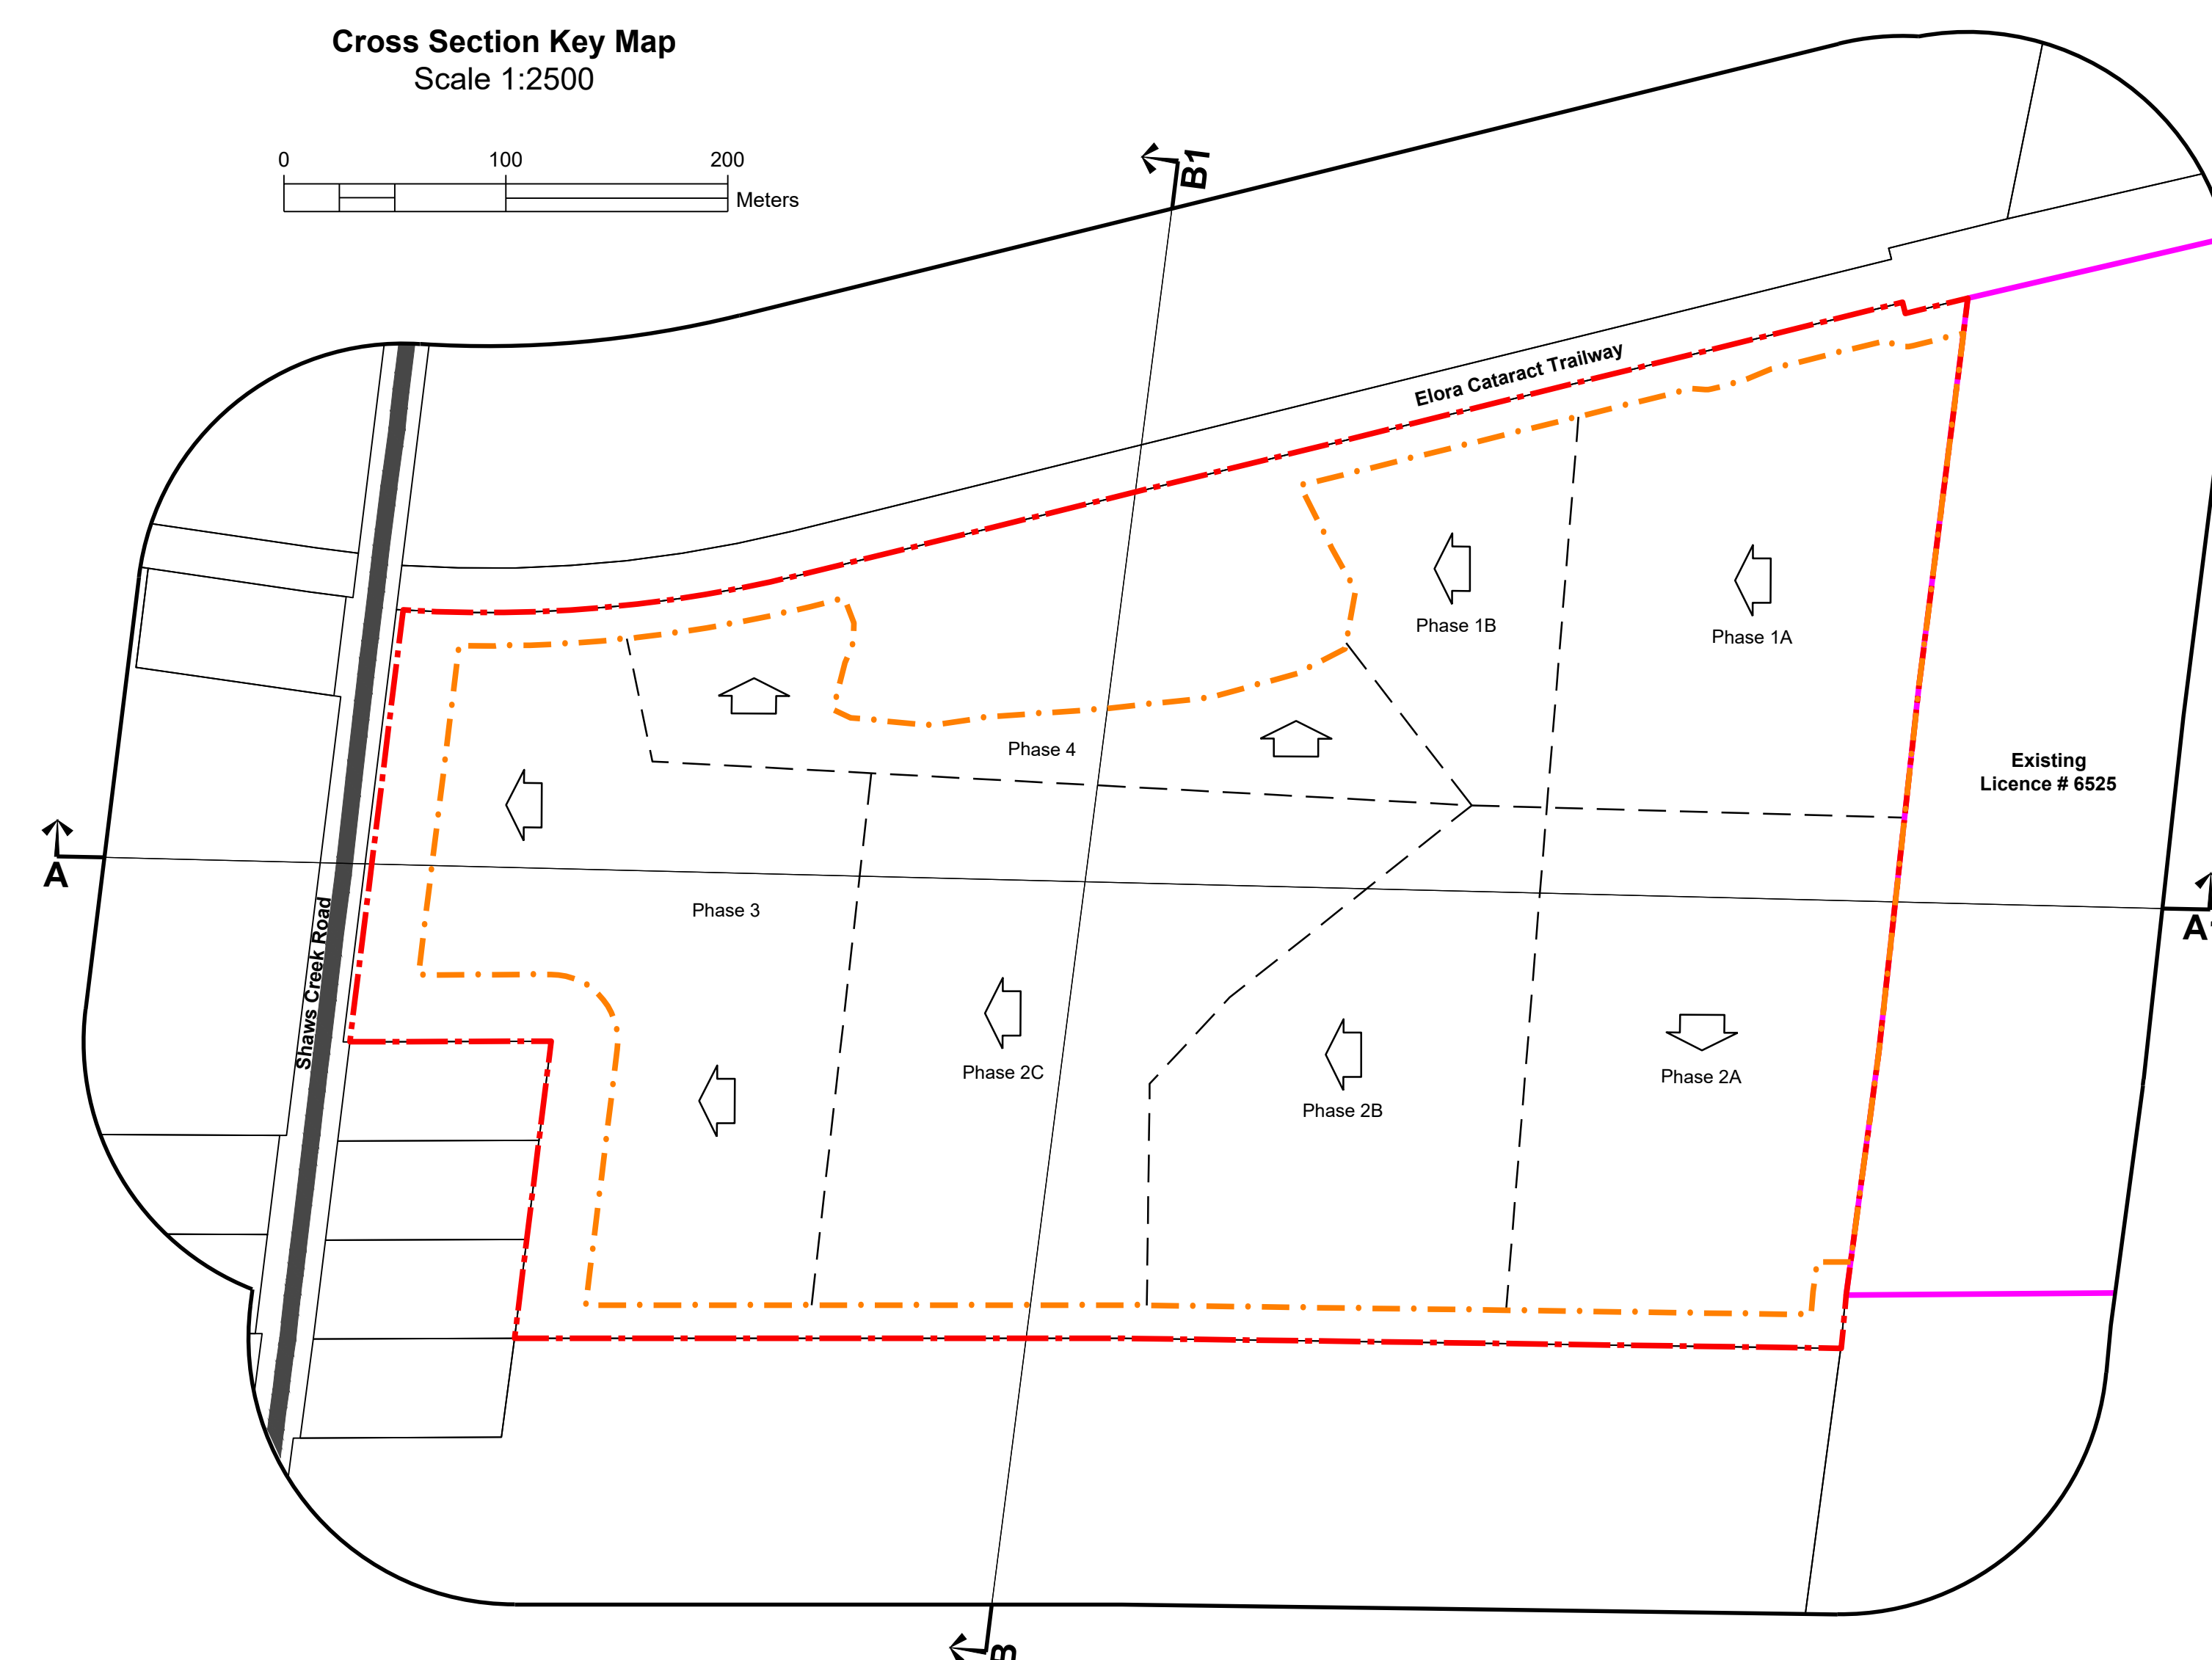 Cross Section Key Map
Scale 1:2500
0 100 200
Meters
B1
Elora Cataract Trailway
Phase 1B
Phase 1A
Phase 4
Existing
Licence # 6525
A
A
Phase 3
Shaws Creek Road
Phase 2C
Phase 2A
Phase 2B
B